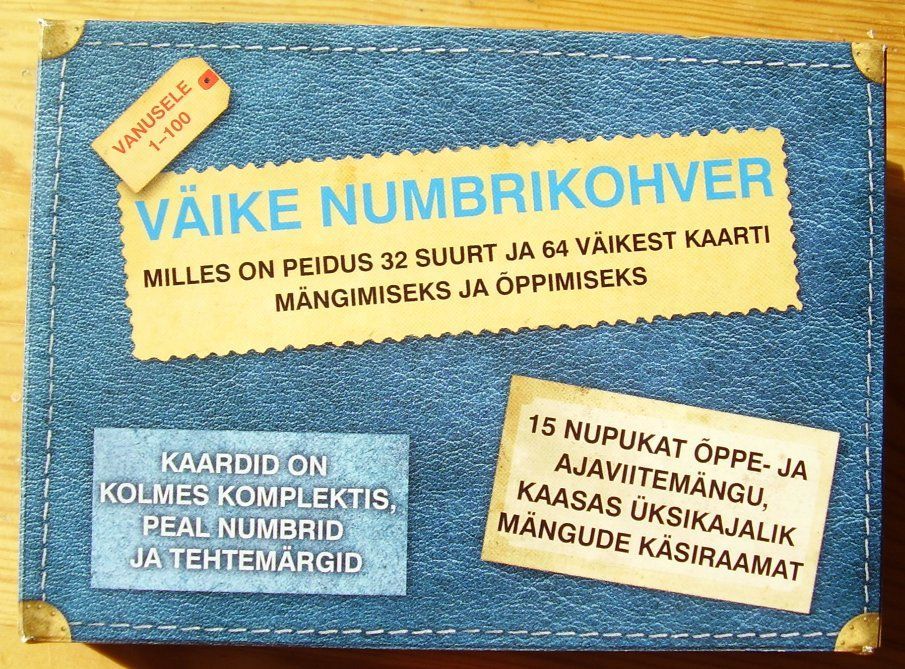 VANUSELE
1–100
VÄIKE NUMBRIKOHVER
MILLES ON PEIDUS 32 SUURT JA 64 VÄIKEST KAARTI
MÄNGIMISEKS JA ÕPPIMISEKS
KAARDID ON
KOLMES KOMPLEKTIS,
PEAL NUMBRID
JA TEHTEMÄRGID
15 NUPUKAT ÕPPE- JA
AJAVIITEMÄNGU,
KAASAS ÜKSIKAJALIK
MÄNGUDE KÄSIRAAMAT